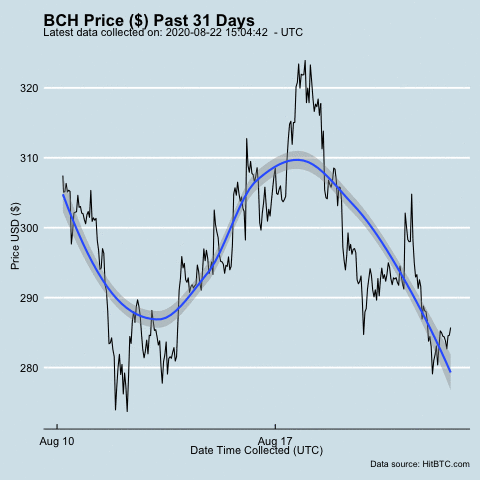 BCH Price ($) Past 31 Days
Latest data collected on: 2020-08-22 15:04:42 - UTC
320
310
300
290
280
Price USD ($)
Aug 10
Aug 17
Date Time Collected (UTC)
Data source: HitBTC.com